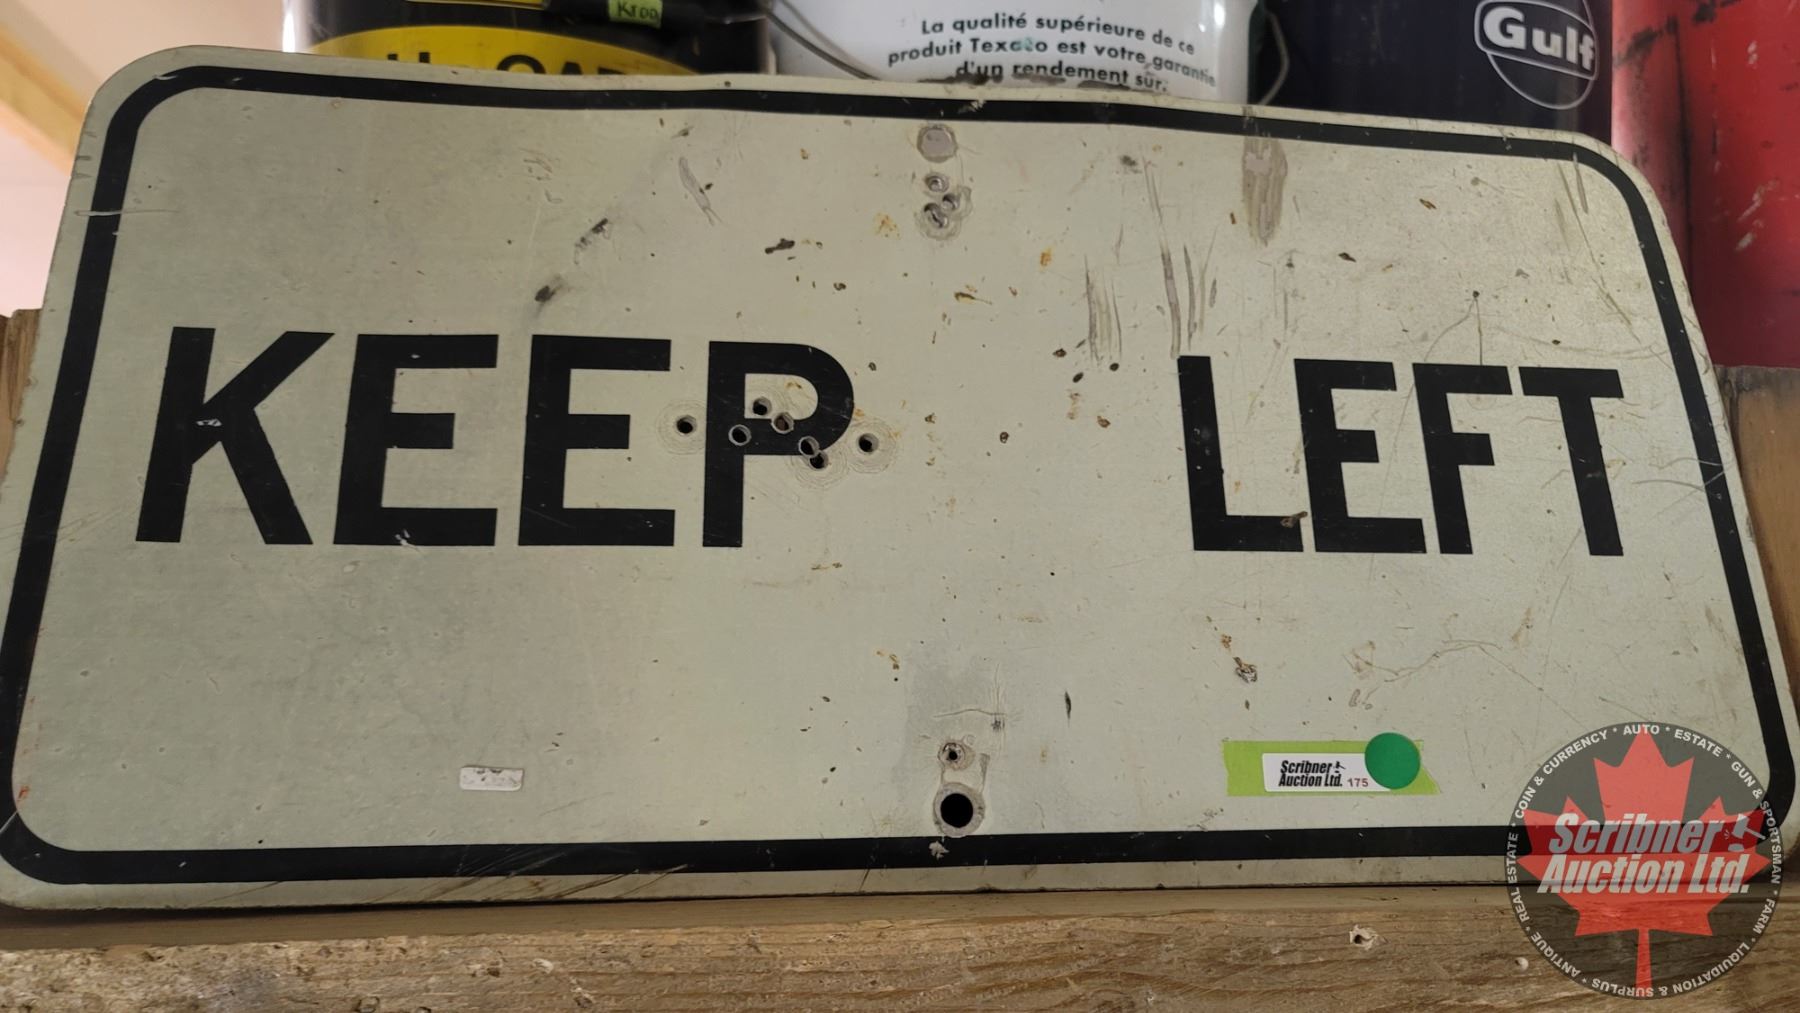 Krod
La qualité supérieure de ce
produit Texaco est votre garantie
d'un rendement sûr.
Gulf
KEEP LEFT
Scribner
Auction Ltd. 175
Scribner
Auction Ltd.
ANTIQUE * REAL ESTATE * COIN & CURRENCY * AUTO * ESTATE * GUN & SPORTSMAN * FARM * LIQUIDATION & SURPLUS *